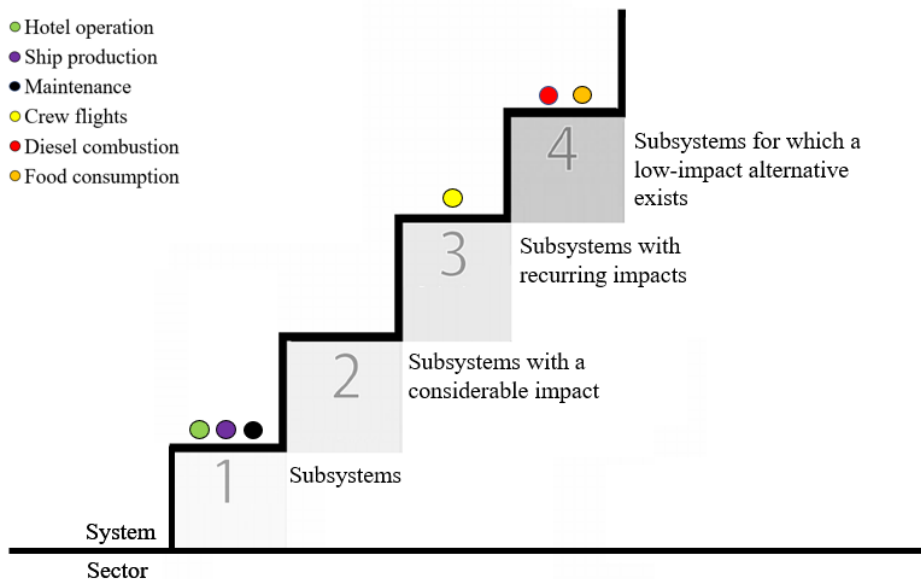 Hotel operation
Ship production
Maintenance
Crew flights
Diesel combustion
Food consumption
4
Subsystems for which a
low-impact alternative
exists
3
Subsystems with
recurring impacts
2
Subsystems with a
considerable impact
1
Subsystems
System
Sector